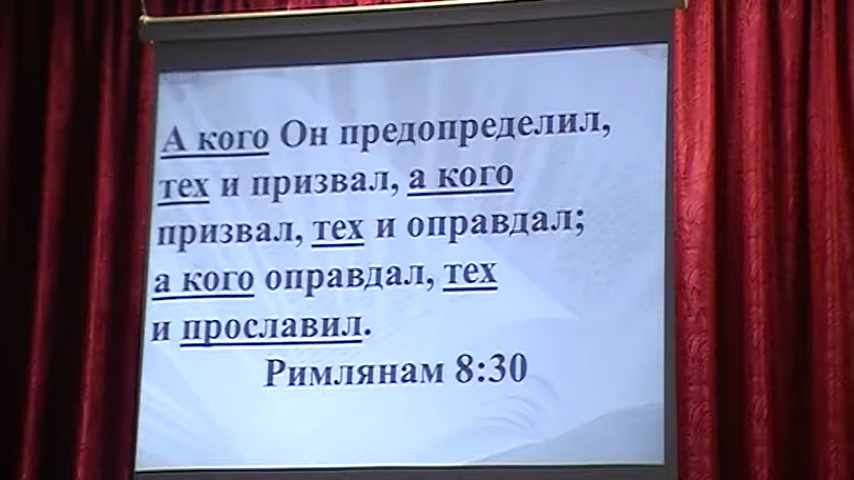 А кого Он предопределил,
тех и призвал, а кого
призвал, тех и оправдал;
а кого оправдал, тех
и прославил.
Римлянам 8:30